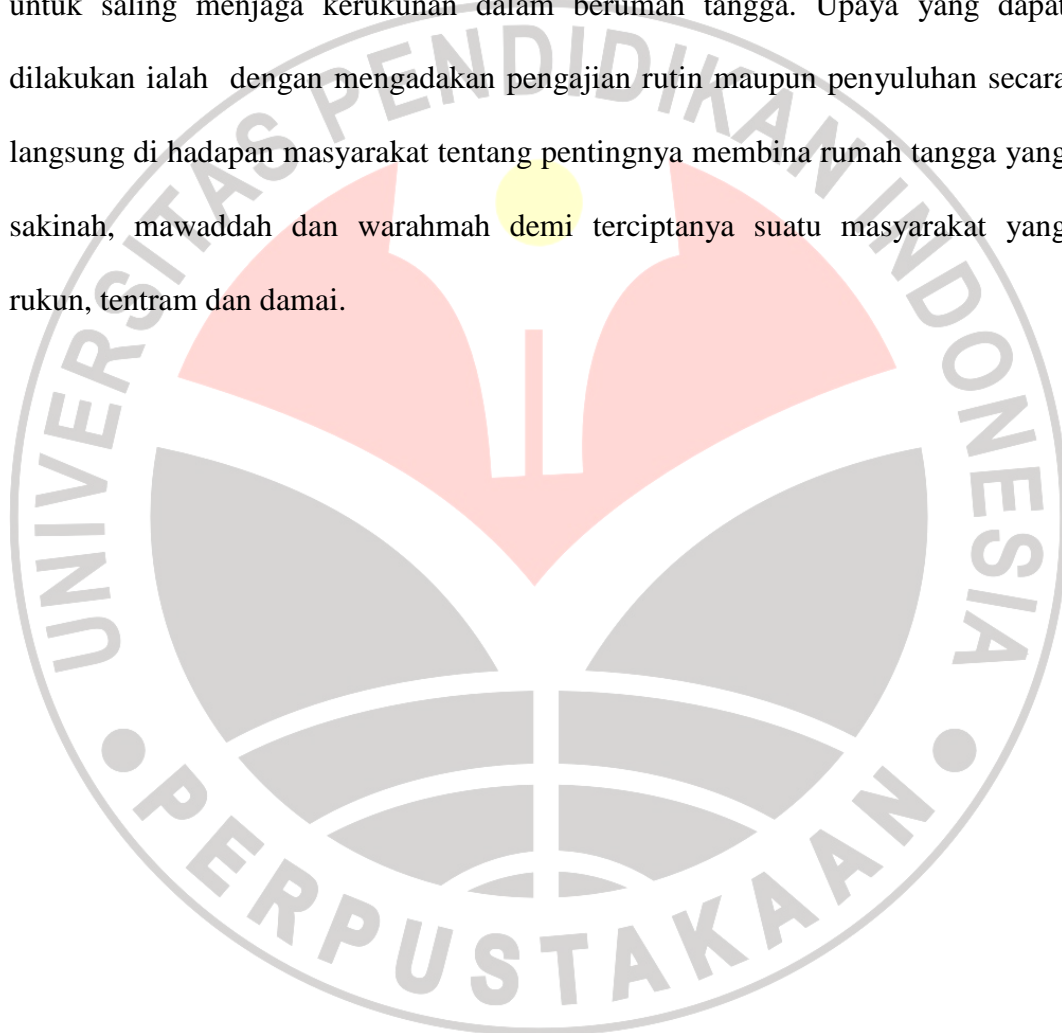 untuk saling menjaga kerukunan dalam berumah tangga. Upaya yang dapat
dilakukan ialah dengan mengadakan pengajian rutin maupun penyuluhan secara
langsung di hadapan masyarakat tentang pentingnya membina rumah tangga yang
sakinah, mawaddah dan warahmah demi terciptanya suatu masyarakat yang
rukun, tentram dan damai.
UNIVERSITAS PENDIDIKAN INDONESIA
PERPUSTAKAAN